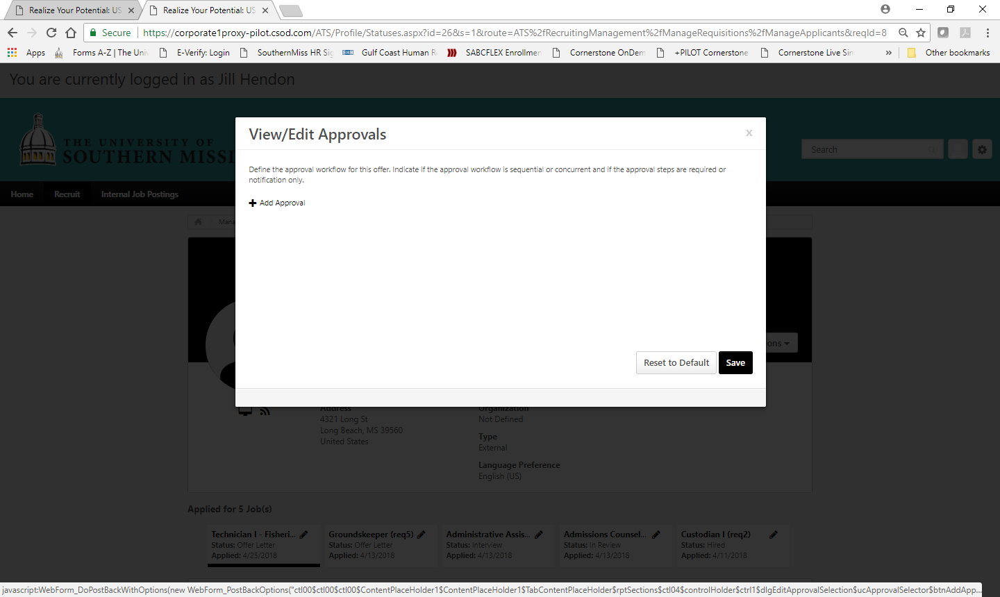 Realize Your Potential: US
Realize Your Potential: US
Secure
https://corporate1proxy-pilot.csod.com/ATS/Profile/Statuses.aspx?id=26&s=1&route=ATS%2fRecruitingManagement%2fManageRequisitions%2fManageApplicants&reqId=8
Apps
Forms A-Z | The Uni
E-Verify: Login
SouthernMiss HR Sig
Gulf Coast Human R
SABCFLEX Enrollmen
Cornerstone OnDem
+PILOT Cornerstone
Cornerstone Live Sin
»
Other bookmarks
You are currently logged in as Jill Hendon
THE UNIVERSITY OF
SOUTHERN MISSI
Search
Home
Recruit
Internal Job Postings
Mana
View/Edit Approvals
x
Define the approval workflow for this offer. Indicate if the approval workflow is sequential or concurrent and if the approval steps are required or
notification only.
Add Approval
ons
Reset to Default
Save
Address
4321 Long St
Long Beach, MS 39560
United States
Organization
Not Defined
Type
External
Language Preference
English (US)
Applied for 5 Job(s)
Technician I - Fisheri...
Status: Offer Letter
Applied: 4/25/2018
Groundskeeper (req5)
Status: Offer Letter
Applied: 4/13/2018
Administrative Assis...
Status: Interview
Applied: 4/13/2018
Admissions Counsel...
Status: In Review
Applied: 4/13/2018
Custodian I (req2)
Status: Hired
Applied: 4/11/2018
javascript:WebForm_DoPostBackWithOptions(new WebForm_PostBackOptions("ctl00$ctl00$ctl00$ContentPlaceHolder1$ContentPlaceHolder1$TabContentPlaceHolder$rptSections$ctl04$controlHolder$ctrl1$dlgEditApprovalSelection$ucApprovalSelector$btnAddApp...